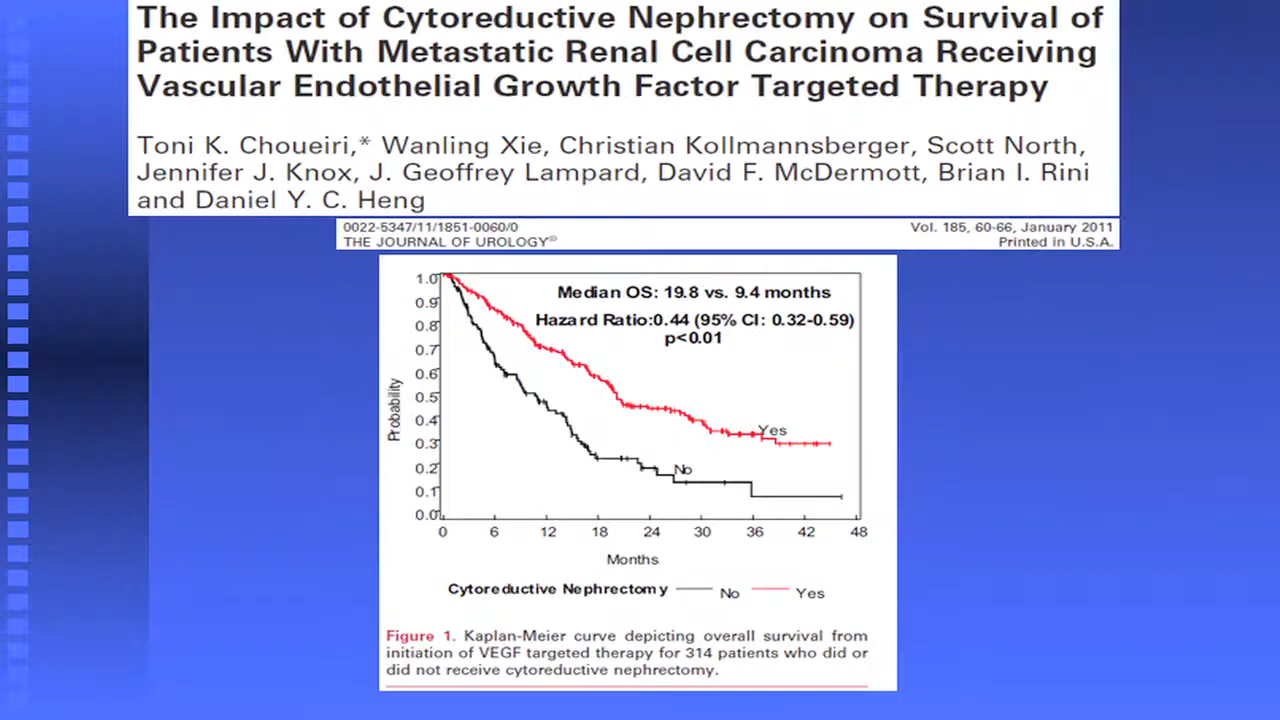 The Impact of Cytoreductive Nephrectomy on Survival of
Patients With Metastatic Renal Cell Carcinoma Receiving
Vascular Endothelial Growth Factor Targeted Therapy
Toni K. Choueiri,* Wanling Xie, Christian Kollmannsberger, Scott North,
Jennifer J. Knox, J. Geoffrey Lampard, David F. McDermott, Brian I. Rini
and Daniel Y. C. Heng
0022-5347/11/1851-0060/0
THE JOURNAL OF UROLOGY®
Vol. 185, 60-66, January 2011
Printed in U.S.A.
Median OS: 19.8 vs. 9.4 months
Hazard Ratio:0.44 (95% CI: 0.32-0.59)
p<0.01
1.0
0.9
0.8
0.7
0.6
0.5
0.4
0.3
0.2
0.1
0.0
Probability
Yes
No
0 6 12 18 24 30 36 42 48
Months
Cytoreductive Nephrectomy No Yes
Figure 1. Kaplan-Meier curve depicting overall survival from
initiation of VEGF targeted therapy for 314 patients who did or
did not receive cytoreductive nephrectomy.